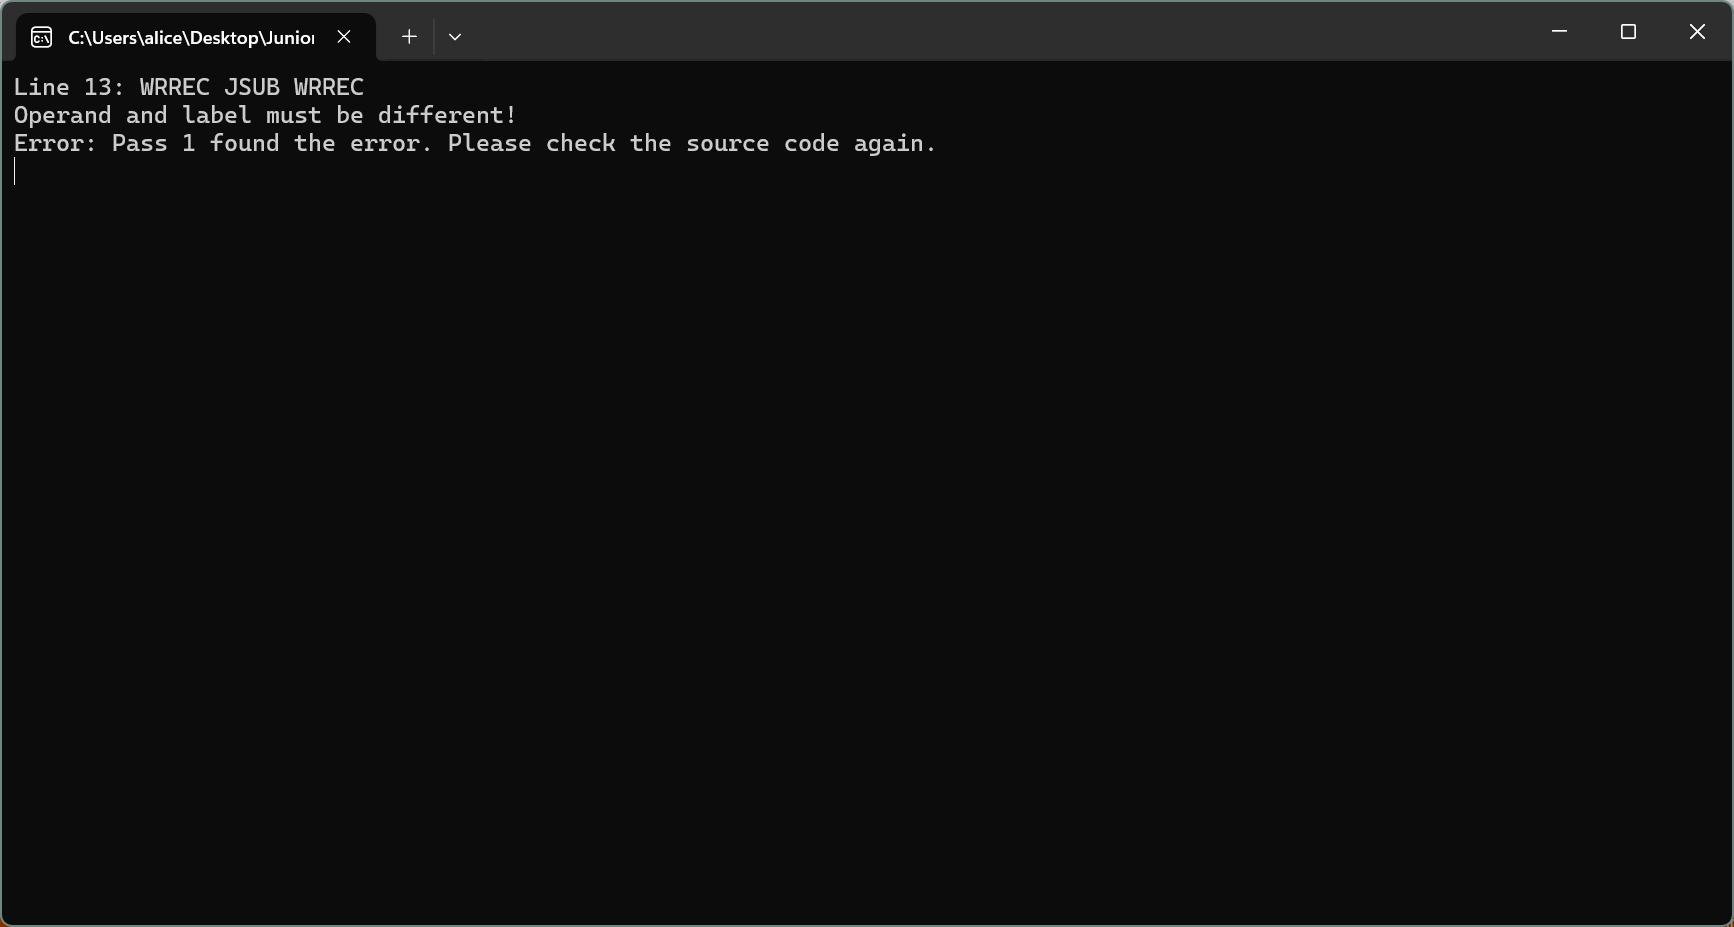 C:\Users\alice\Desktop\Junior
Line 13: WRREC JSUB WRREC
Operand and label must be different!
Error: Pass 1 found the error. Please check the source code again.